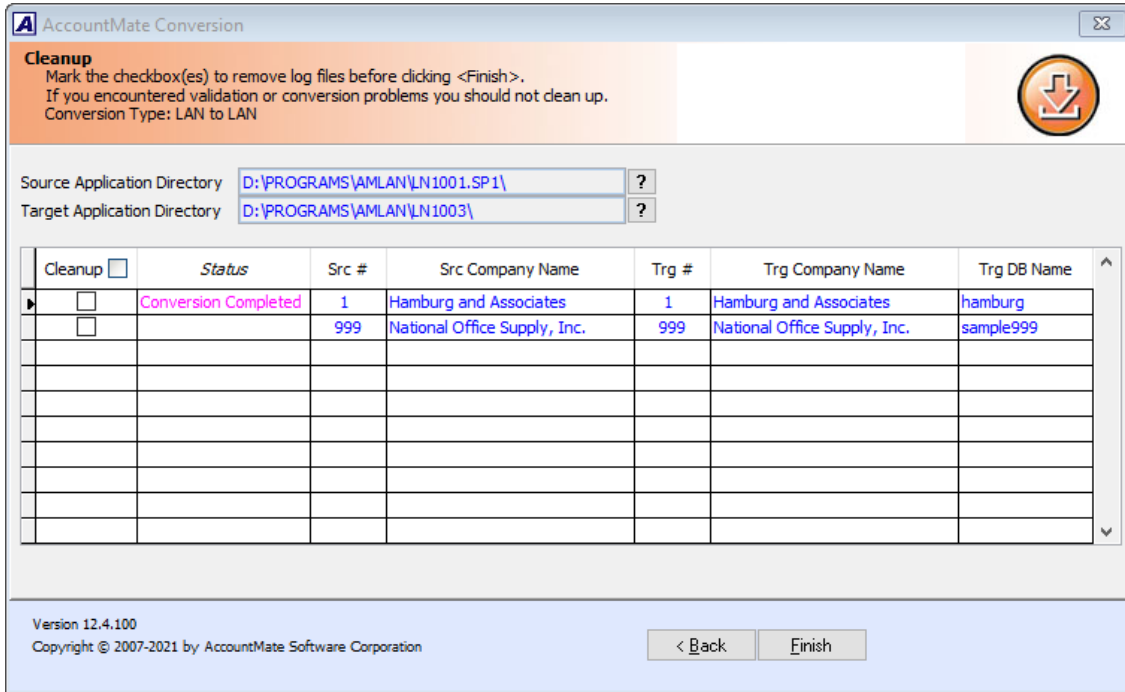 A AccountMate Conversion
Cleanup
Mark the checkbox(es) to remove log files before clicking <Finish>.
If you encountered validation or conversion problems you should not clean up.
Conversion Type: LAN to LAN
Source Application Directory D:\PROGRAMS\AMLAN\LN1001.SP1\ ?
Target Application Directory D:\PROGRAMS\AMLAN\LN1003\ ?
Cleanup Status Src # Src Company Name Trg # Trg Company Name Trg DB Name
Conversion Completed 1 Hamburg and Associates 1 Hamburg and Associates hamburg
999 National Office Supply, Inc. 999 National Office Supply, Inc. sample999
Version 12.4.100
Copyright © 2007-2021 by AccountMate Software Corporation
< Back Finish